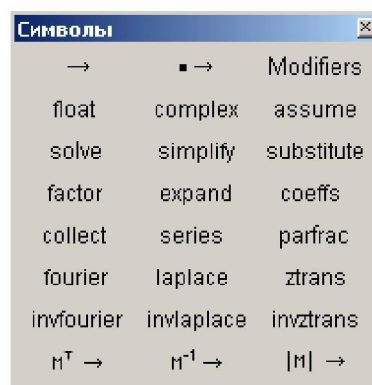 Символы
→ ▪ → Modifiers
float complex assume
solve simplify substitute
factor expand coeffs
collect series parfrac
fourier laplace ztrans
invfourier invlaplace invztrans
Mᵀ → M⁻¹ → |M| →